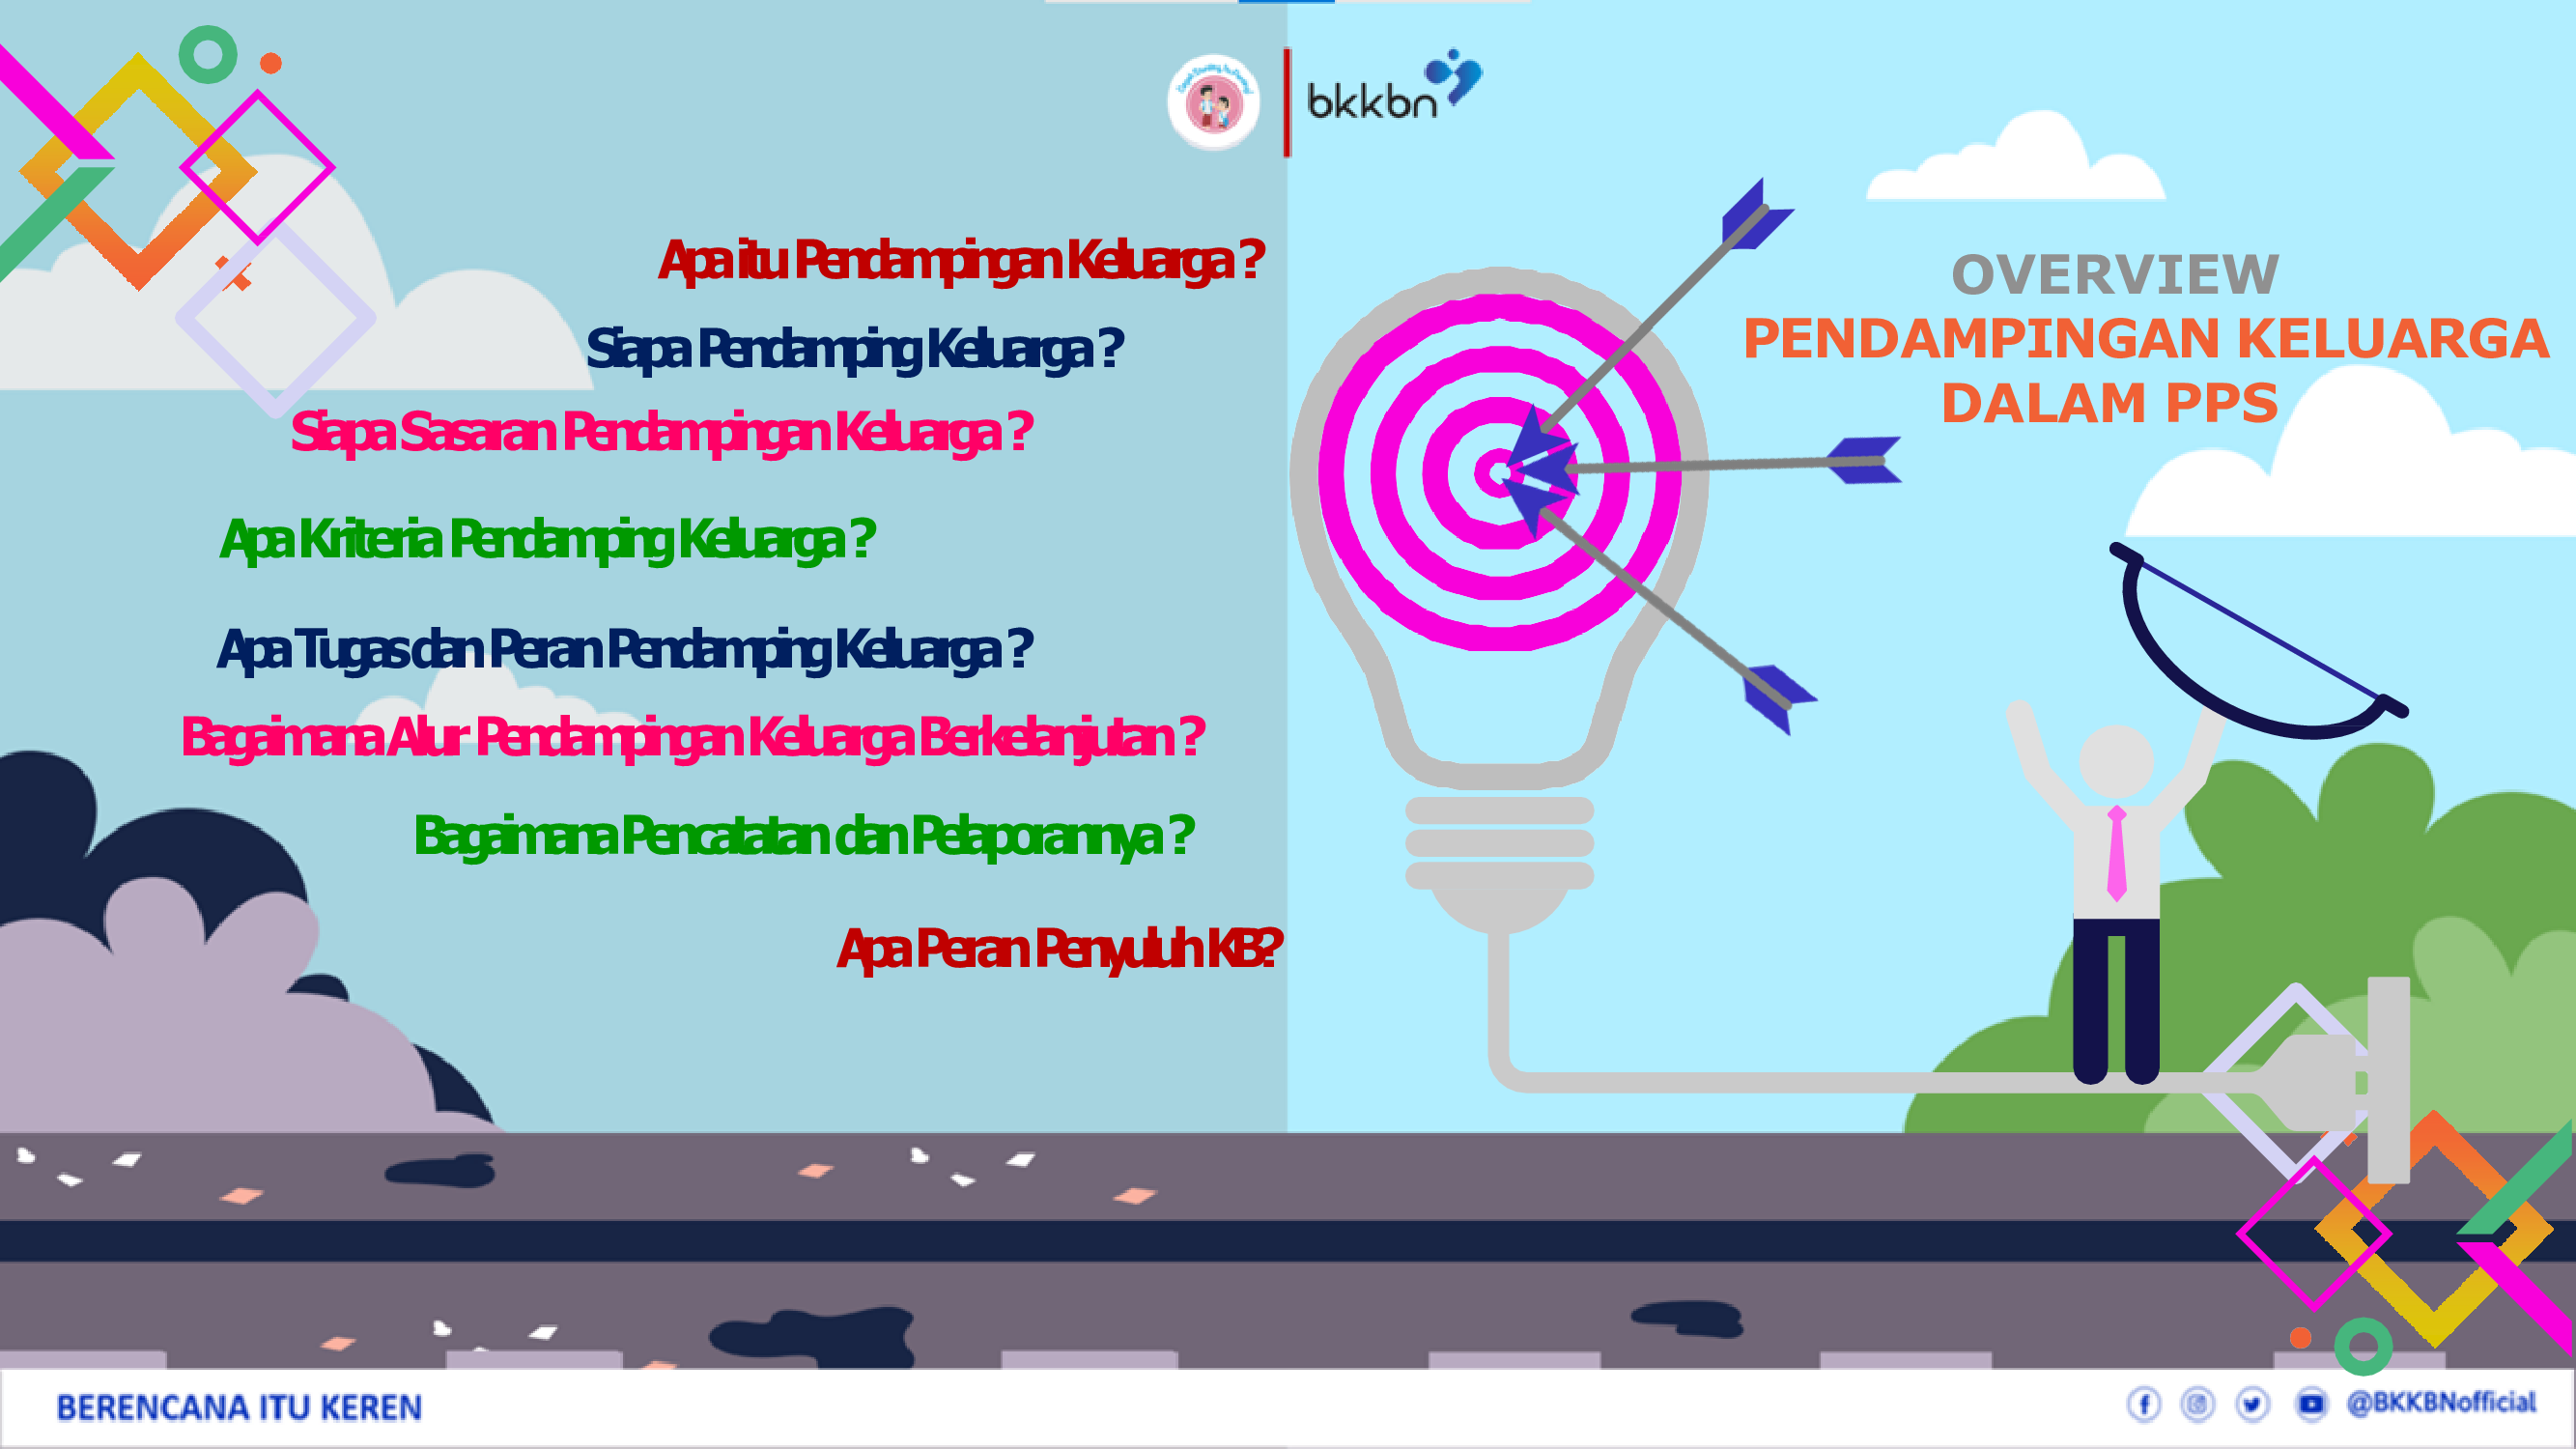 bkkbn
Apa itu Pendampingan Keluarga ?
Siapa Pendamping Keluarga ?
Siapa Sasaran Pendampingan Keluarga ?
Apa Kriteria Pendamping Keluarga ?
Apa Tugas dan Peran Pendamping Keluarga ?
Bagaimana Alur Pendampingan Keluarga Berkelanjutan ?
Bagaimana Pencatatan dan Pelaporannya ?
Apa Peran Penyuluh KB?
OVERVIEW
PENDAMPINGAN KELUARGA
DALAM PPS
BERENCANA ITU KEREN
@BKKBNofficial